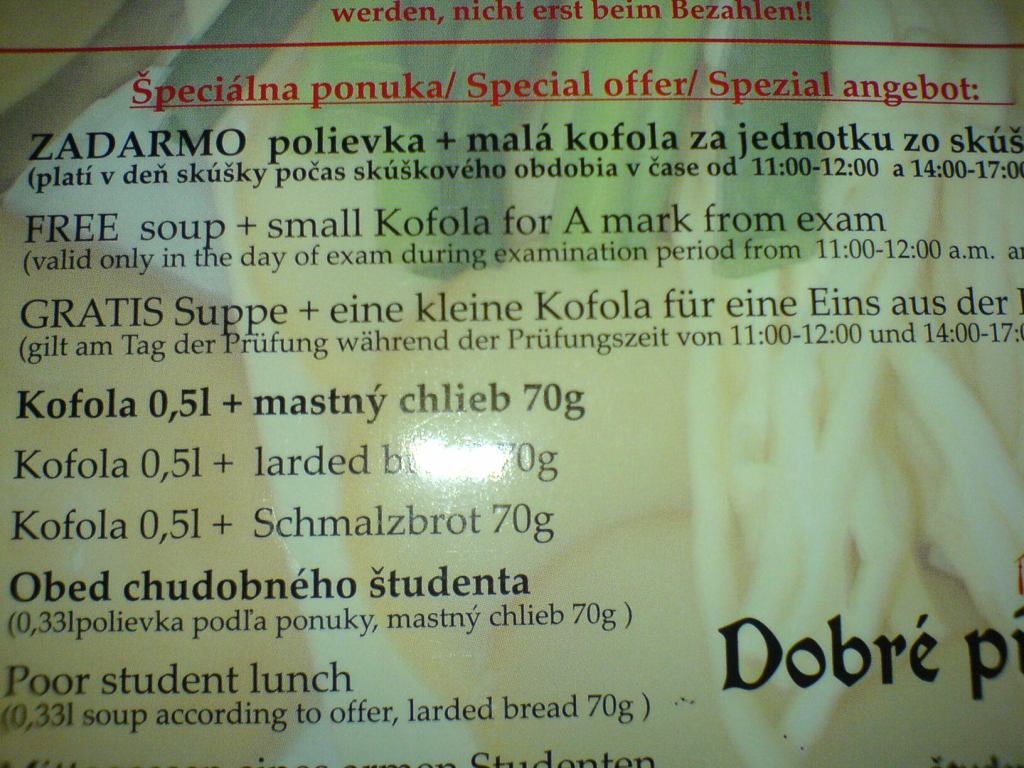 werden, nicht erst beim Bezahlen!!
Špeciálna ponuka/ Special offer/ Spezial angebot:
ZADARMO polievka + malá kofola za jednotku zo
(platí v deň skúšky počas skúškového obdobia v čase od 11:00-12:00 a 14:00-17:00
FREE soup + small Kofola for A mark from exam
(valid only in the day of exam during examination period from 11:00-12:00 a.m.
GRATIS Suppe + eine kleine Kofola für eine Eins aus der
(gilt am Tag der Prüfung während der Prüfungszeit von 11:00-12:00 und 14:00-17:
Kofola 0,5l + mastný chlieb 70g
Kofola 0,5l + larded 70g
Kofola 0,5l + Schmalzbrot 70g
Obed chudobného študenta
(0,33lpolievka podľa ponuky, mastný chlieb 70g )
Dobré
Poor student lunch
(0,33l soup according to offer, larded bread 70g )
Studenten